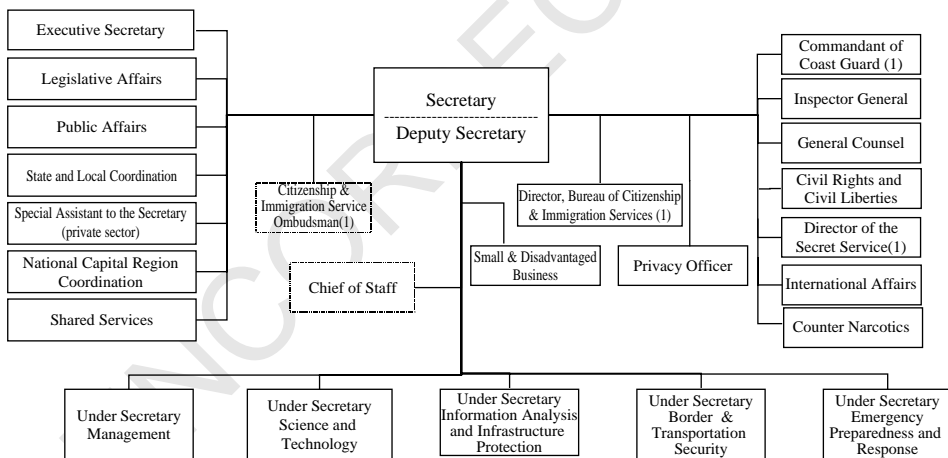 Executive Secretary
Legislative Affairs
Public Affairs
State and Local Coordination
Special Assistant to the Secretary
(private sector)
National Capital Region
Coordination
Shared Services
Secretary
Deputy Secretary
Citizenship &
Immigration Service
Ombudsman(1)
Chief of Staff
Director, Bureau of Citizenship
& Immigration Services (1)
Small & Disadvantaged
Business
Privacy Officer
Commandant of
Coast Guard (1)
Inspector General
General Counsel
Civil Rights and
Civil Liberties
Director of the
Secret Service(1)
International Affairs
Counter Narcotics
Under Secretary
Management
Under Secretary
Science and
Technology
Under Secretary
Information Analysis
and Infrastructure
Protection
Under Secretary
Border &
Transportation
Security
Under Secretary
Emergency
Preparedness and
Response